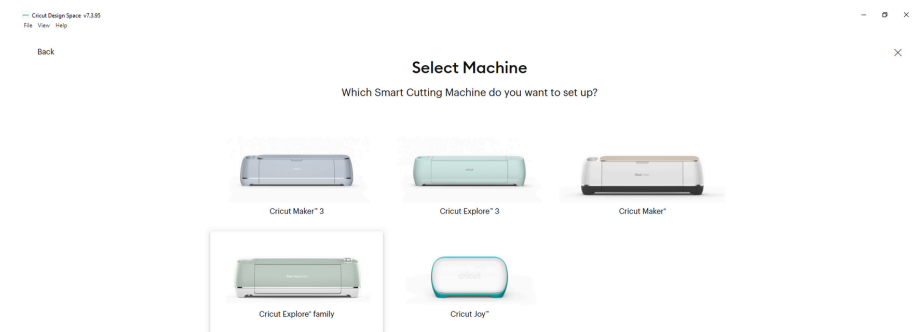 Cricut Design Space v7.3.95
File View Help
Back
Select Machine
Which Smart Cutting Machine do you want to set up?
Cricut Maker™ 3
Cricut Explore™ 3
Cricut Maker®
Cricut Explore® family
cricut
Cricut Joy™